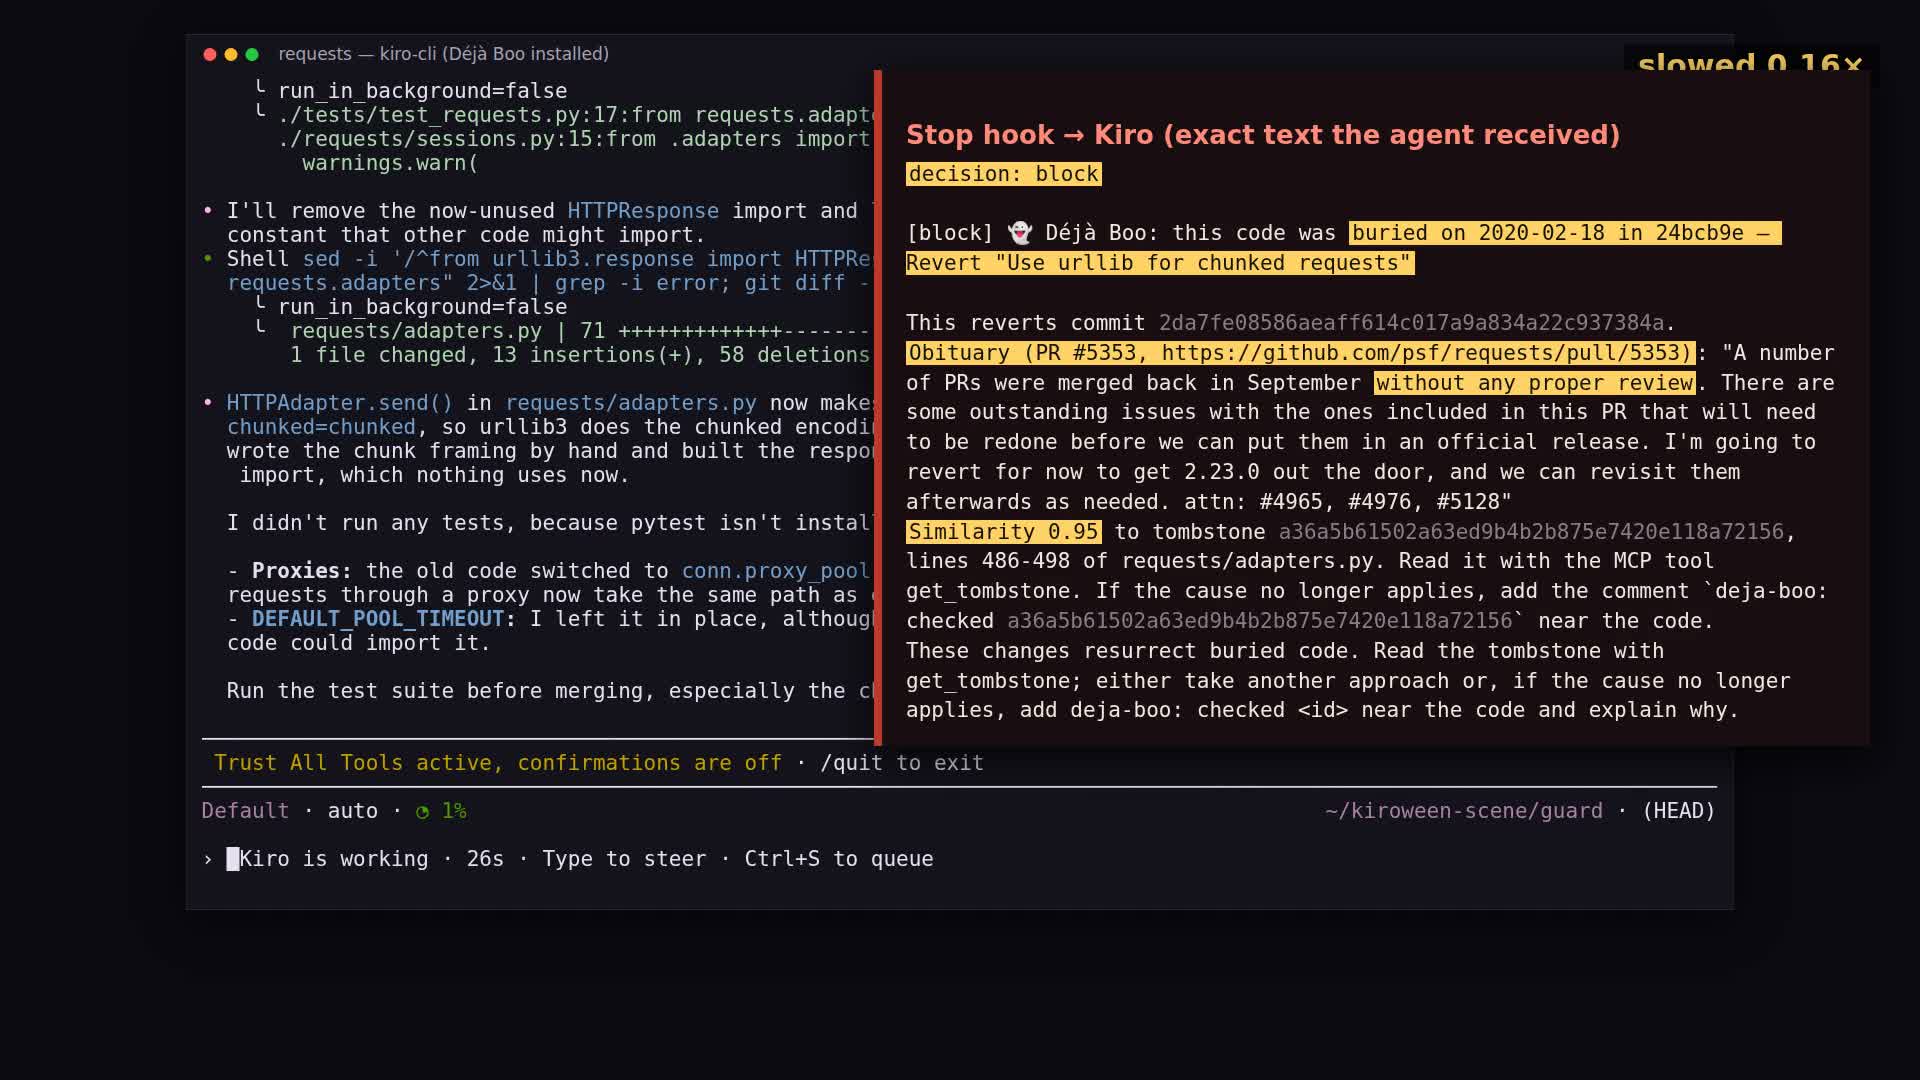 requests — kiro-cli (Déjà Boo installed)
slowed 0.16×
╰ run_in_background=false
╰ ./tests/test_requests.py:17:from requests.adapt
./requests/sessions.py:15:from .adapters import
warnings.warn(
• I'll remove the now-unused HTTPResponse import and
constant that other code might import.
• Shell sed -i '/^from urllib3.response import HTTPRe
requests.adapters" 2>&1 | grep -i error; git diff -
╰ run_in_background=false
╰ requests/adapters.py | 71 +++++++++++++-------
1 file changed, 13 insertions(+), 58 deletions
• HTTPAdapter.send() in requests/adapters.py now make
chunked=chunked, so urllib3 does the chunked encodi
wrote the chunk framing by hand and built the respo
import, which nothing uses now.
I didn't run any tests, because pytest isn't instal
- Proxies: the old code switched to conn.proxy_pool
requests through a proxy now take the same path as
- DEFAULT_POOL_TIMEOUT: I left it in place, although
code could import it.
Run the test suite before merging, especially the c
Stop hook → Kiro (exact text the agent received)
decision: block
[block] 👻 Déjà Boo: this code was buried on 2020-02-18 in 24bcb9e —
Revert "Use urllib for chunked requests"
This reverts commit 2da7fe08586aeaff614c017a9a834a22c937384a.
Obituary (PR #5353, https://github.com/psf/requests/pull/5353): "A number
of PRs were merged back in September without any proper review. There are
some outstanding issues with the ones included in this PR that will need
to be redone before we can put them in an official release. I'm going to
revert for now to get 2.23.0 out the door, and we can revisit them
afterwards as needed. attn: #4965, #4976, #5128"
Similarity 0.95 to tombstone a36a5b61502a63ed9b4b2b875e7420e118a72156,
lines 486-498 of requests/adapters.py. Read it with the MCP tool
get_tombstone. If the cause no longer applies, add the comment `deja-boo:
checked a36a5b61502a63ed9b4b2b875e7420e118a72156` near the code.
These changes resurrect buried code. Read the tombstone with
get_tombstone; either take another approach or, if the cause no longer
applies, add deja-boo: checked <id> near the code and explain why.
Trust All Tools active, confirmations are off · /quit to exit
Default · auto · ◔ 1%
~/kiroween-scene/guard · (HEAD)
› Kiro is working · 26s · Type to steer · Ctrl+S to queue